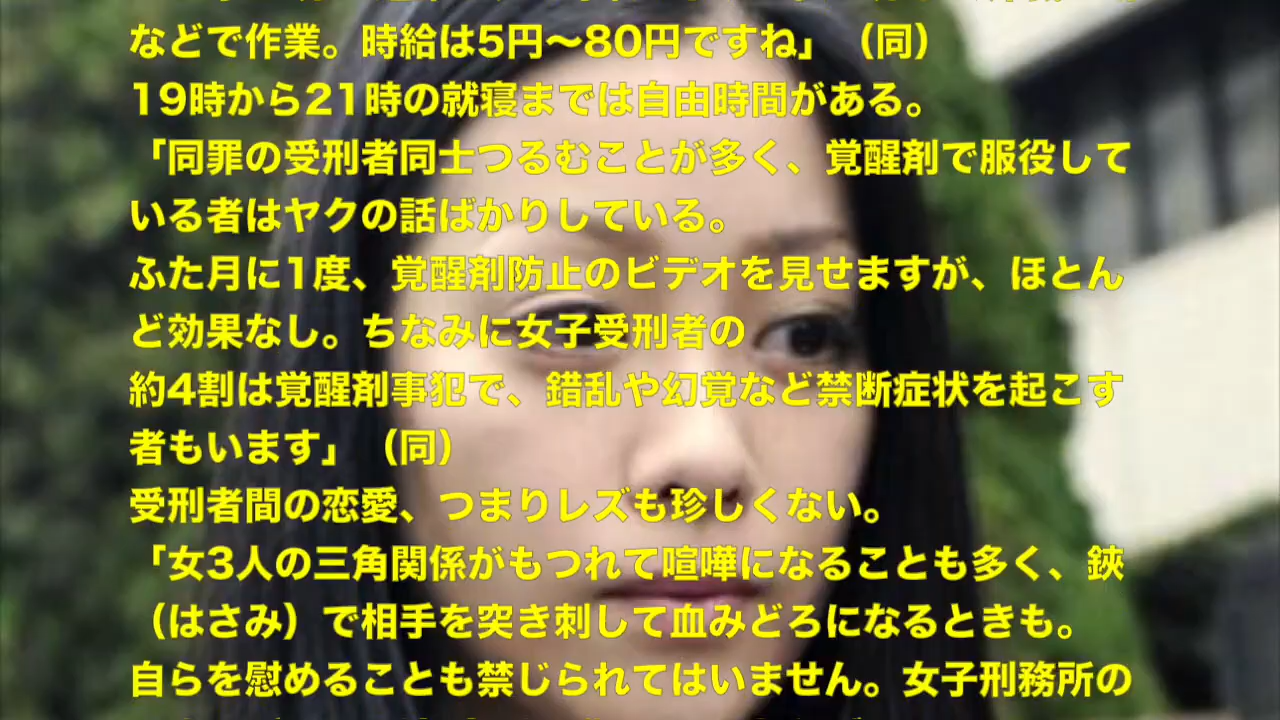 などで作業。時給は5円〜80円ですね」（同）
19時から21時の就寝までは自由時間がある。
「同罪の受刑者同士つるむことが多く、覚醒剤で服役して
いる者はヤクの話ばかりしている。
ふた月に1度、覚醒剤防止のビデオを見せますが、ほとん
ど効果なし。ちなみに女子受刑者の
約4割は覚醒剤事犯で、錯乱や幻覚など禁断症状を起こす
者もいます」（同）
受刑者間の恋愛、つまりレズも珍しくない。
「女3人の三角関係がもつれて喧嘩になることも多く、鋏
（はさみ）で相手を突き刺して血みどろになるときも。
自らを慰めることも禁じられてはいません。女子刑務所の